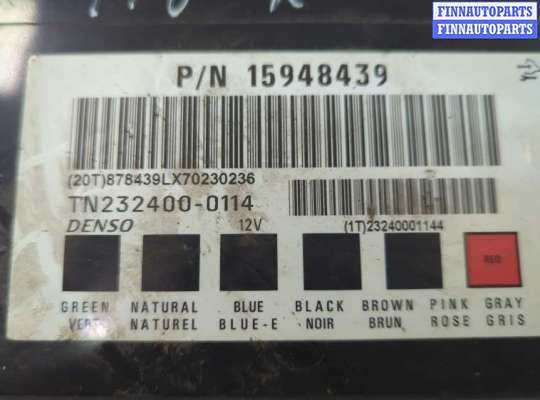 FINNAUTOPARTS
FINNAUTOPARTS
P/N 15948439
(20T)878439LX70230236
TN232400-0114
DENSO 12V (1T)23240001144
RED
GREEN NATURAL BLUE BLACK BROWN PINK GRAY
VERT NATUREL BLUE-E NOIR BRUN ROSE GRIS